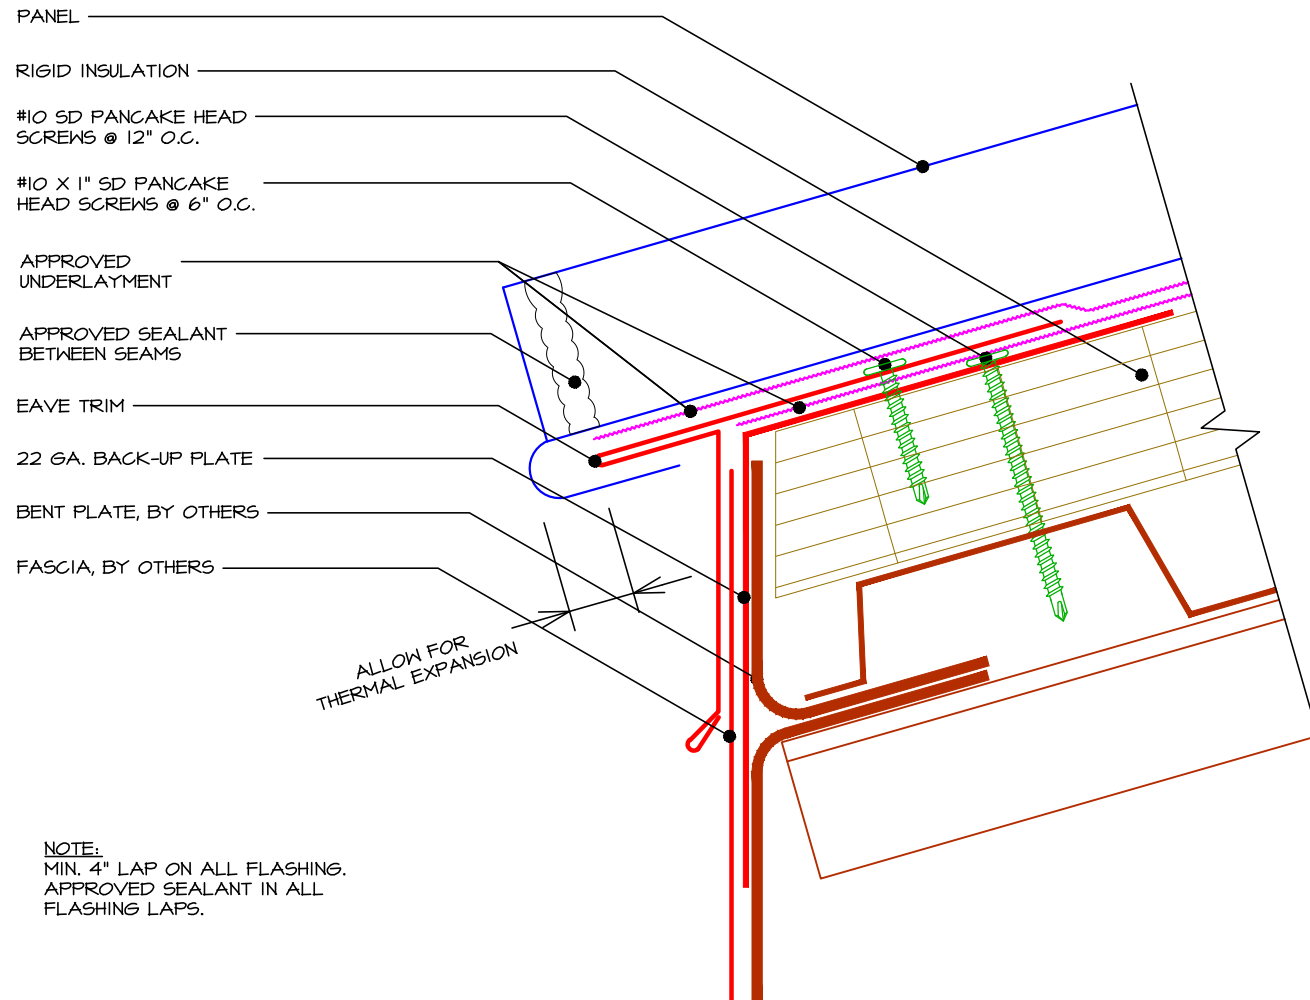 PANEL
RIGID INSULATION
#10 SD PANCAKE HEAD
SCREWS @ 12" O.C.
#10 X 1" SD PANCAKE
HEAD SCREWS @ 6" O.C.
APPROVED
UNDERLAYMENT
APPROVED SEALANT
BETWEEN SEAMS
EAVE TRIM
22 GA. BACK-UP PLATE
BENT PLATE, BY OTHERS
FASCIA, BY OTHERS
ALLOW FOR
THERMAL EXPANSION
NOTE:
MIN. 4" LAP ON ALL FLASHING.
APPROVED SEALANT IN ALL
FLASHING LAPS.